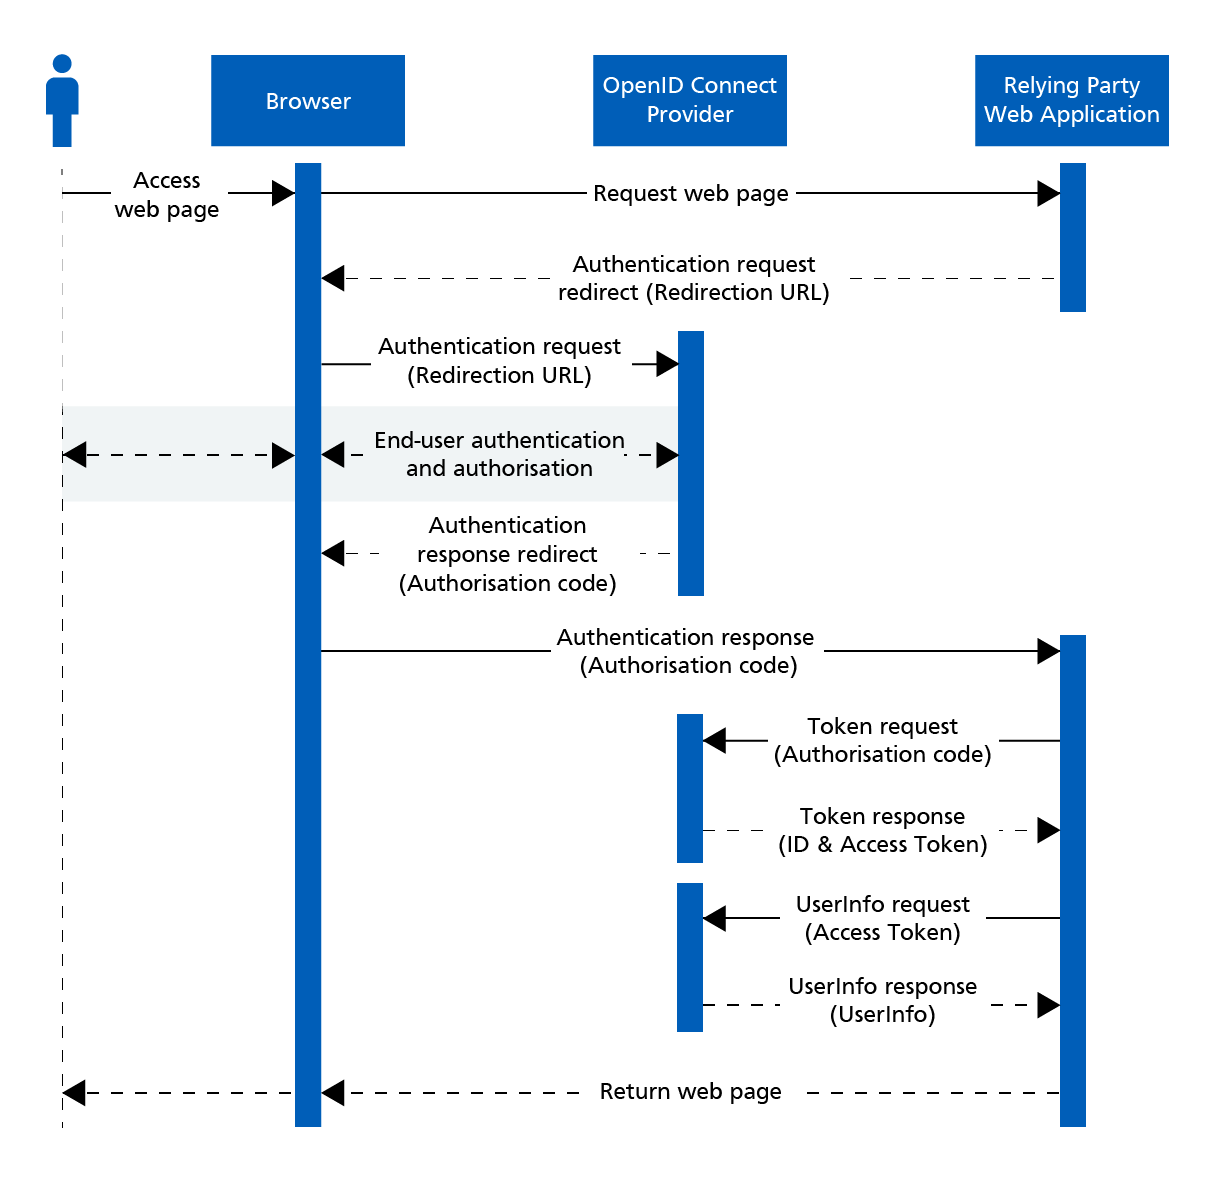 Browser
OpenID Connect
Provider
Relying Party
Web Application
Access
web page
Request web page
Authentication request
redirect (Redirection URL)
Authentication request
(Redirection URL)
End-user authentication
and authorisation
Authentication
response redirect
(Authorisation code)
Authentication response
(Authorisation code)
Token request
(Authorisation code)
Token response
(ID & Access Token)
UserInfo request
(Access Token)
UserInfo response
(UserInfo)
Return web page